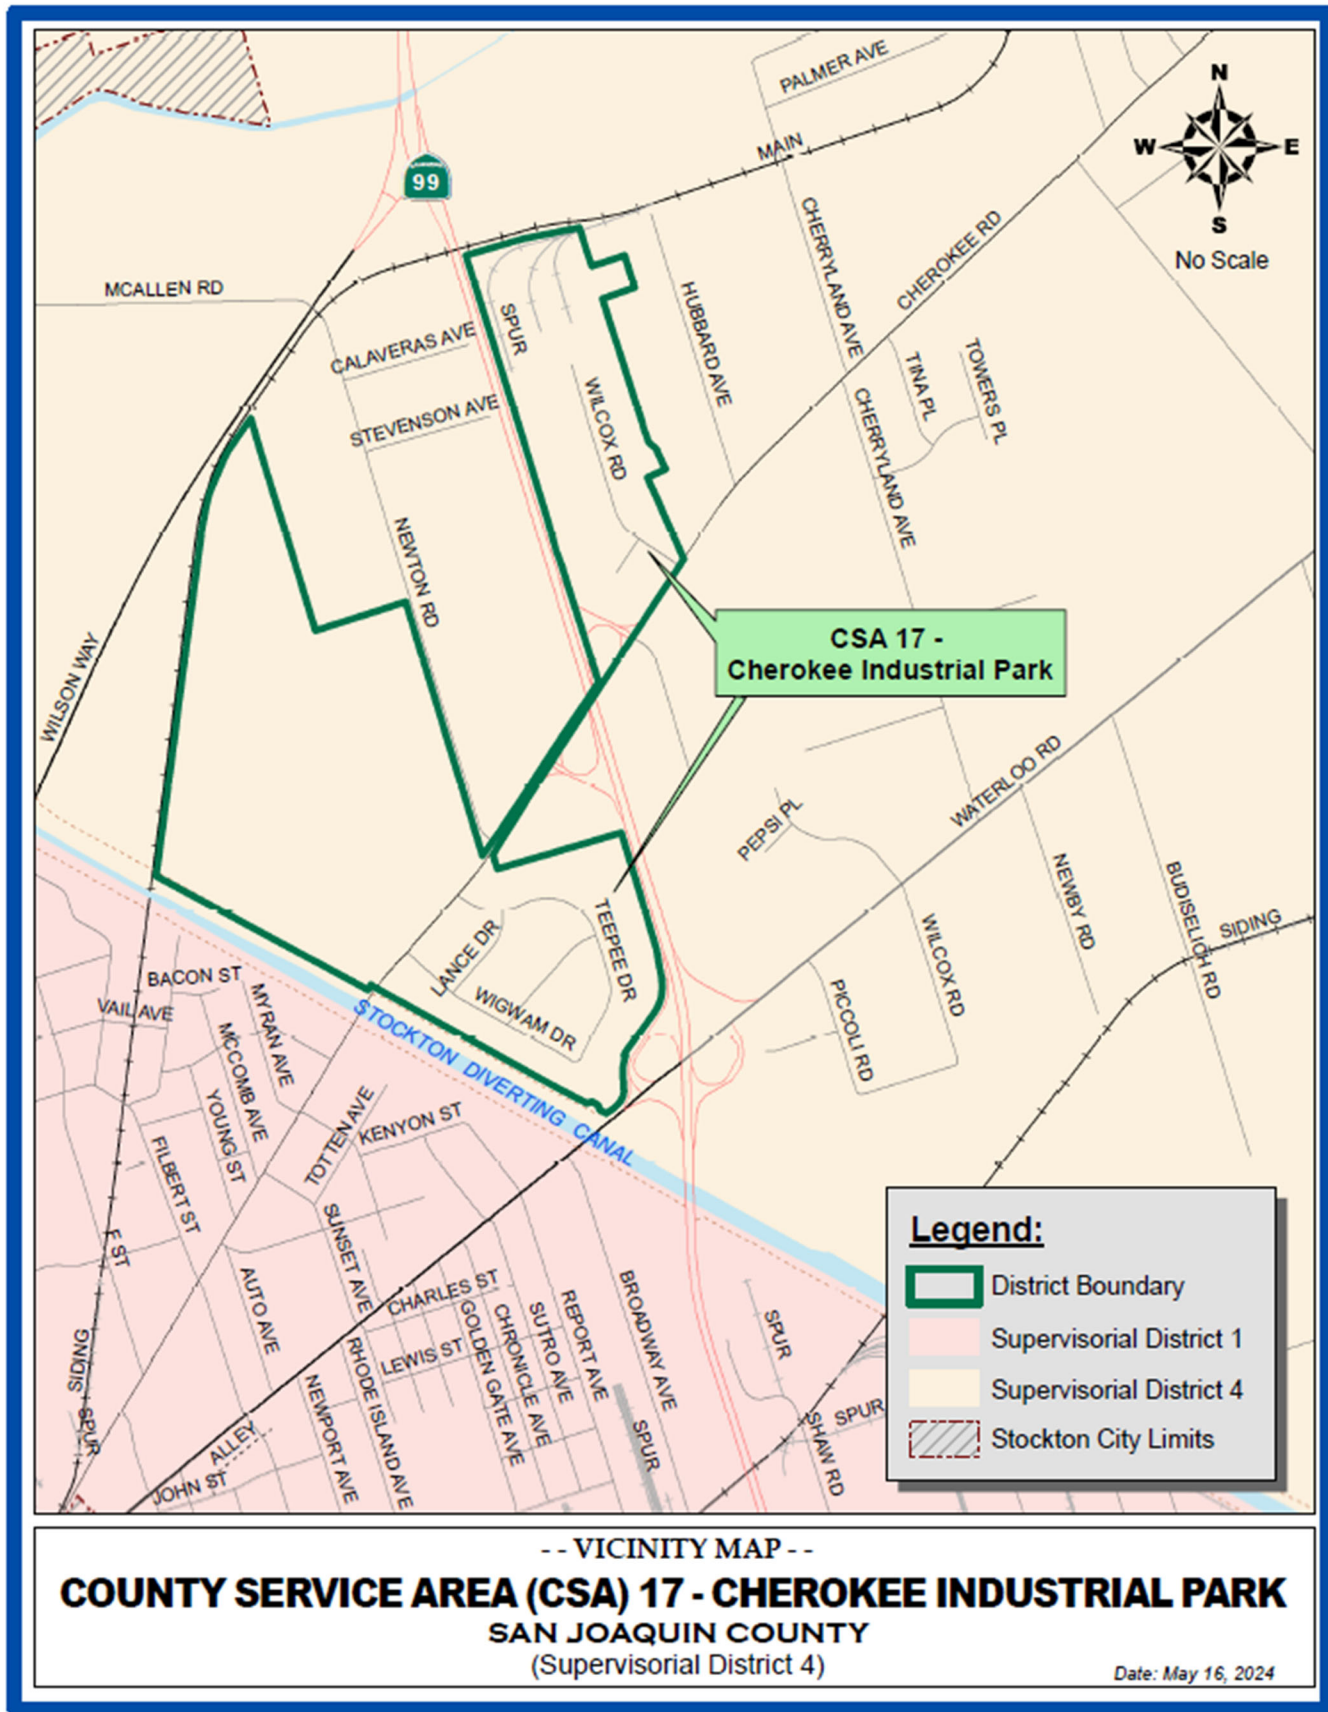 PALMER AVE
N
MAIN
W
E
99
S
No Scale
CHERRYLAND AVE
CHEROKEE RD
MCALLEN RD
HUBBARD AVE
SPUR
CALAVERAS AVE
TINA PL
TOWERS PL
STEVENSON AVE
WILCOX RD
CHERRYLAND AVE
NEWTON RD
CSA 17 -
Cherokee Industrial Park
WILSON WAY
WATERLOO RD
PEPSI PL
NEWBY RD
BUDISELICH RD
SIDING
TEEPEE DR
LANCE DR
WIGWAM DR
WILCOX RD
PICCOLI RD
BACON ST
VAIL AVE
MYRAN AVE
MCCOMB AVE
STOCKTON DIVERTING CANAL
YOUNG ST
TOTTEN AVE
KENYON ST
FILBERT ST
F ST
SUNSET AVE
AUTO AVE
CHARLES ST
LEWIS ST
GOLDEN GATE AVE
CHRONICLE AVE
SUTRO AVE
REPORT AVE
BROADWAY AVE
SPUR
SIDING
SPUR
ALLEY
JOHN ST
NEWPORT AVE
RHODE ISLAND AVE
SPUR
SHAW RD
SPUR
Legend:
District Boundary
Supervisorial District 1
Supervisorial District 4
Stockton City Limits
- - VICINITY MAP - -
COUNTY SERVICE AREA (CSA) 17 - CHEROKEE INDUSTRIAL PARK
SAN JOAQUIN COUNTY
(Supervisorial District 4)
Date: May 16, 2024